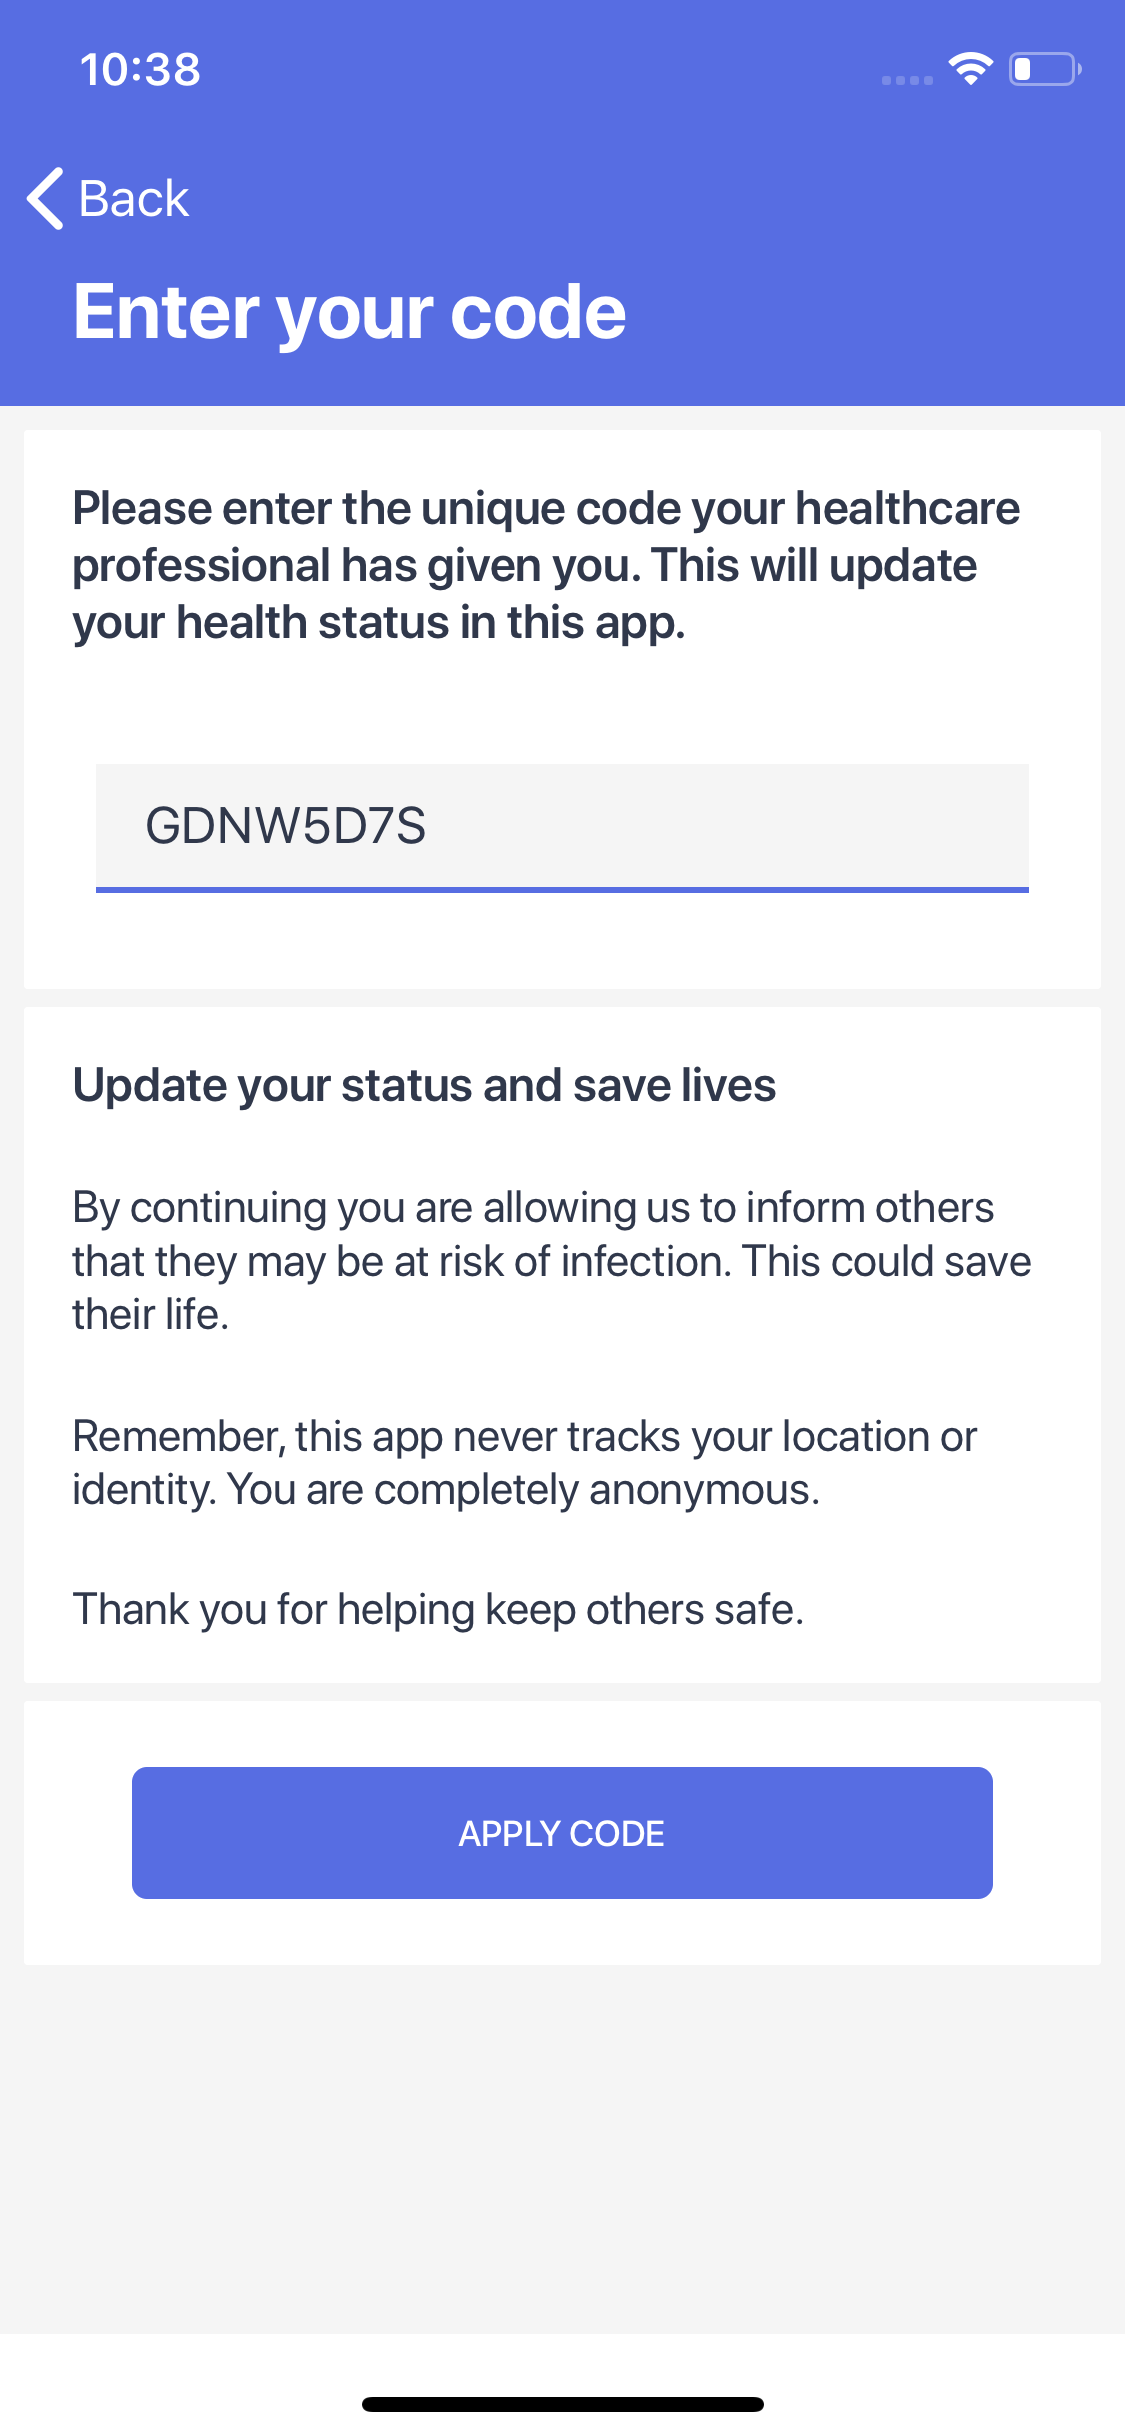 10:38
Back
Enter your code
Please enter the unique code your healthcare
professional has given you. This will update
your health status in this app.
GDNW5D7S
Update your status and save lives
By continuing you are allowing us to inform others
that they may be at risk of infection. This could save
their life.
Remember, this app never tracks your location or
identity. You are completely anonymous.
Thank you for helping keep others safe.
APPLY CODE